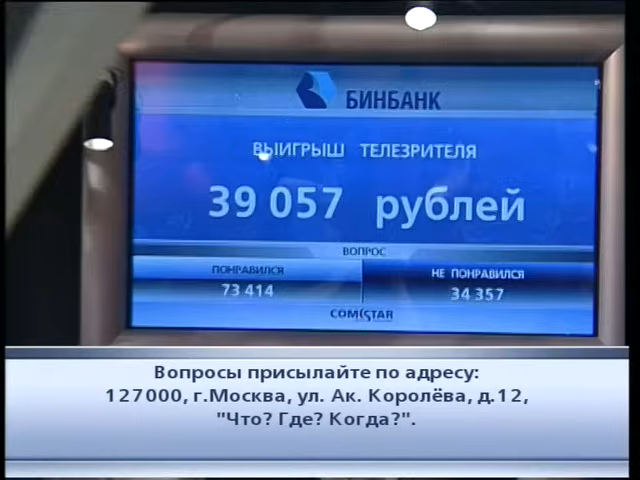 БИНБАНК
ВЫИГРЫШ ТЕЛЕЗРИТЕЛЯ
39 057 рублей
ВОПРОС
ПОНРАВИЛСЯ НЕ ПОНРАВИЛСЯ
73 414 34 357
COMSTAR
Вопросы присылайте по адресу:
127000, г.Москва, ул. Ак. Королёва, д.12,
"Что? Где? Когда?".